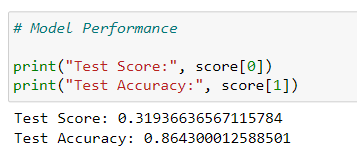 # Model Performance
print("Test Score:", score[0])
print("Test Accuracy:", score[1])
Test Score: 0.31936636567115784
Test Accuracy: 0.864300012588501